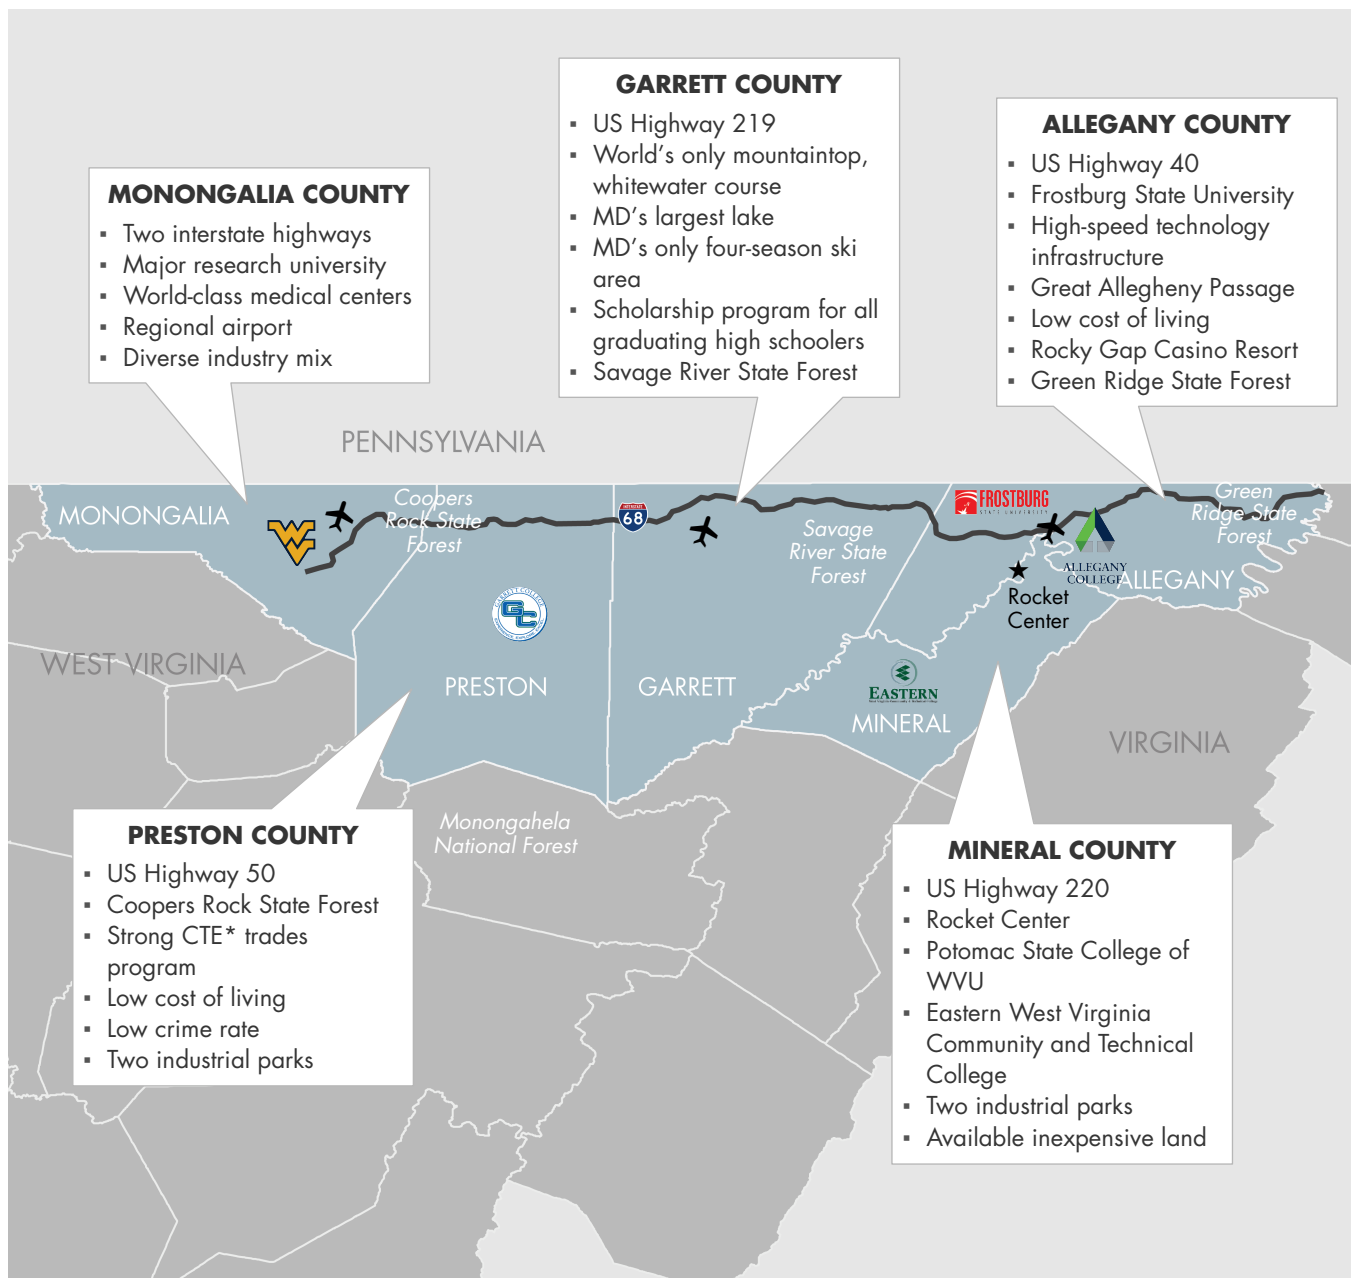 GARRETT COUNTY
▪ US Highway 219
▪ World's only mountaintop,
whitewater course
▪ MD's largest lake
▪ MD's only four-season ski
area
▪ Scholarship program for all
graduating high schoolers
▪ Savage River State Forest
ALLEGANY COUNTY
▪ US Highway 40
▪ Frostburg State University
▪ High-speed technology
infrastructure
▪ Great Allegheny Passage
▪ Low cost of living
▪ Rocky Gap Casino Resort
▪ Green Ridge State Forest
MONONGALIA COUNTY
▪ Two interstate highways
▪ Major research university
▪ World-class medical centers
▪ Regional airport
▪ Diverse industry mix
PENNSYLVANIA
MONONGALIA
WV
Coopers
Rock State
Forest
INTERSTATE
68
Savage
River State
Forest
FROSTBURG
STATE UNIVERSITY
Green
Ridge State
Forest
ALLEGANY
COLLEGE
ALLEGANY
Rocket
Center
GARRETT COLLEGE
GC
WEST VIRGINIA
PRESTON
GARRETT
EASTERN
MINERAL
VIRGINIA
Monongahela
National Forest
PRESTON COUNTY
▪ US Highway 50
▪ Coopers Rock State Forest
▪ Strong CTE* trades
program
▪ Low cost of living
▪ Low crime rate
▪ Two industrial parks
MINERAL COUNTY
▪ US Highway 220
▪ Rocket Center
▪ Potomac State College of
WVU
▪ Eastern West Virginia
Community and Technical
College
▪ Two industrial parks
▪ Available inexpensive land